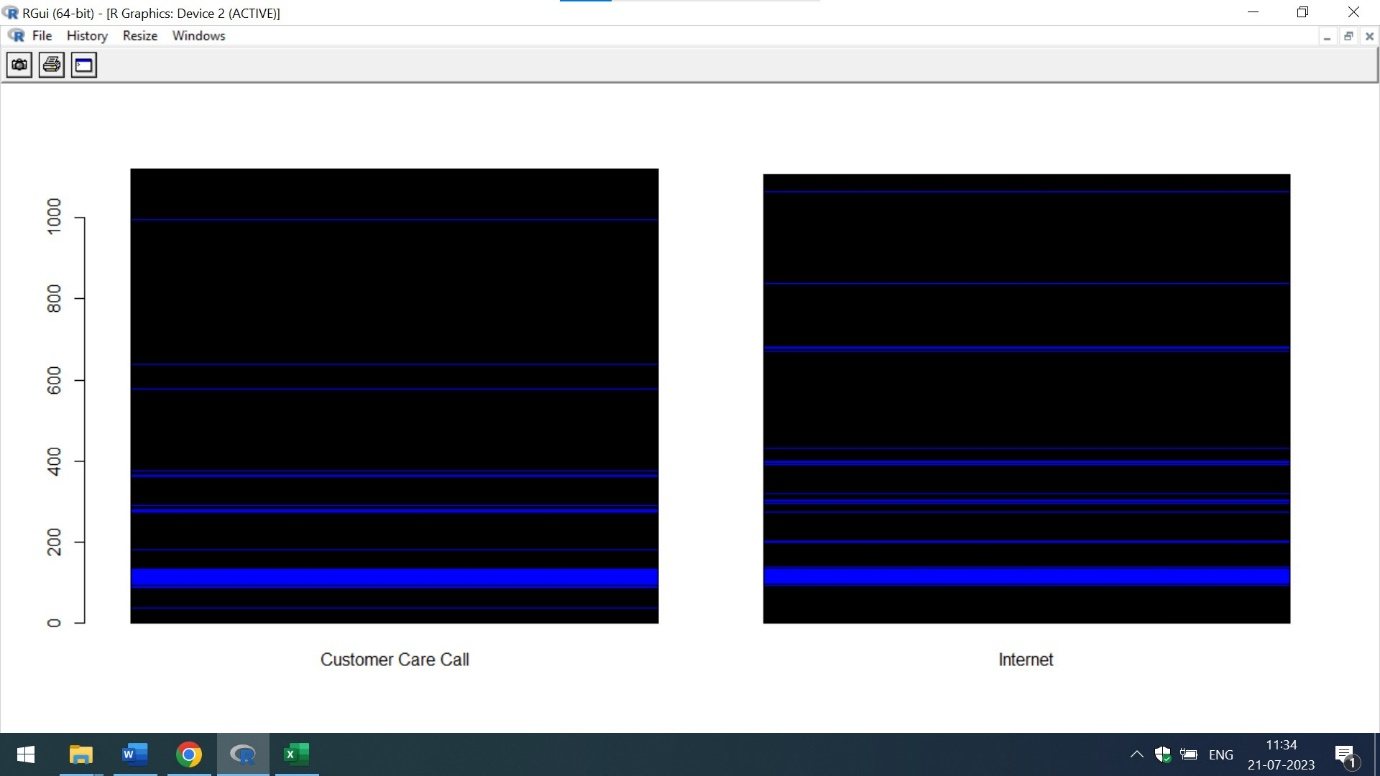 RGui (64-bit) - [R Graphics: Device 2 (ACTIVE)]
File History Resize Windows
1000
800
600
400
200
0
Customer Care Call Internet
ENG 11:34
21-07-2023
1